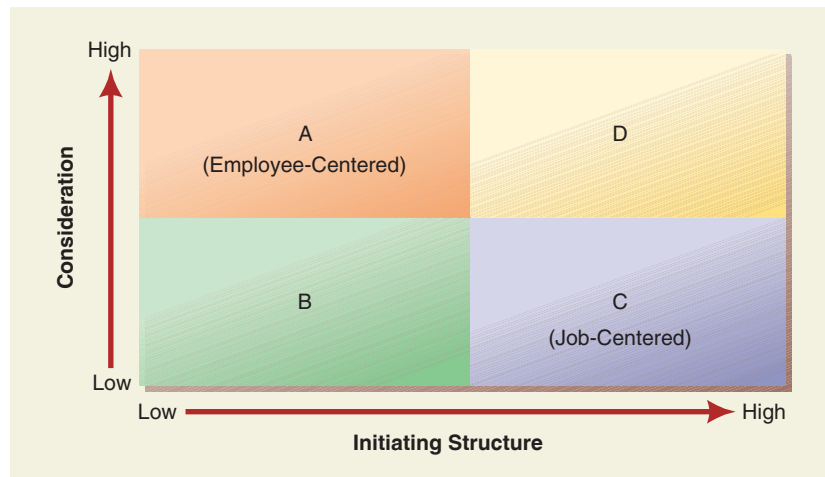 High
A
(Employee-Centered)
D
Consideration
B
C
(Job-Centered)
Low
Low
High
Initiating Structure